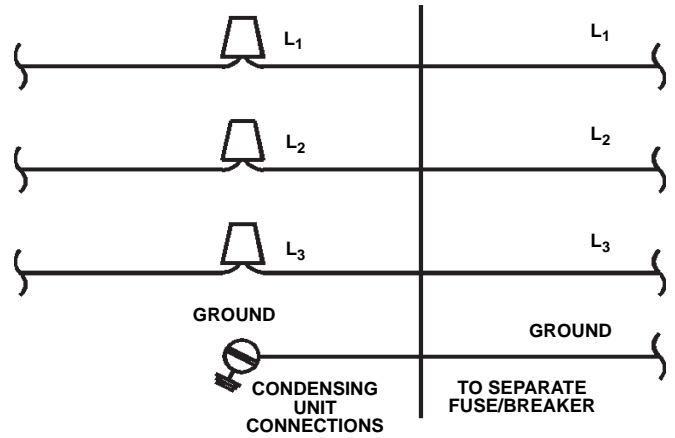 L₁ L₁
L₂ L₂
L₃ L₃
GROUND
GROUND
CONDENSING
UNIT
CONNECTIONS
TO SEPARATE
FUSE/BREAKER